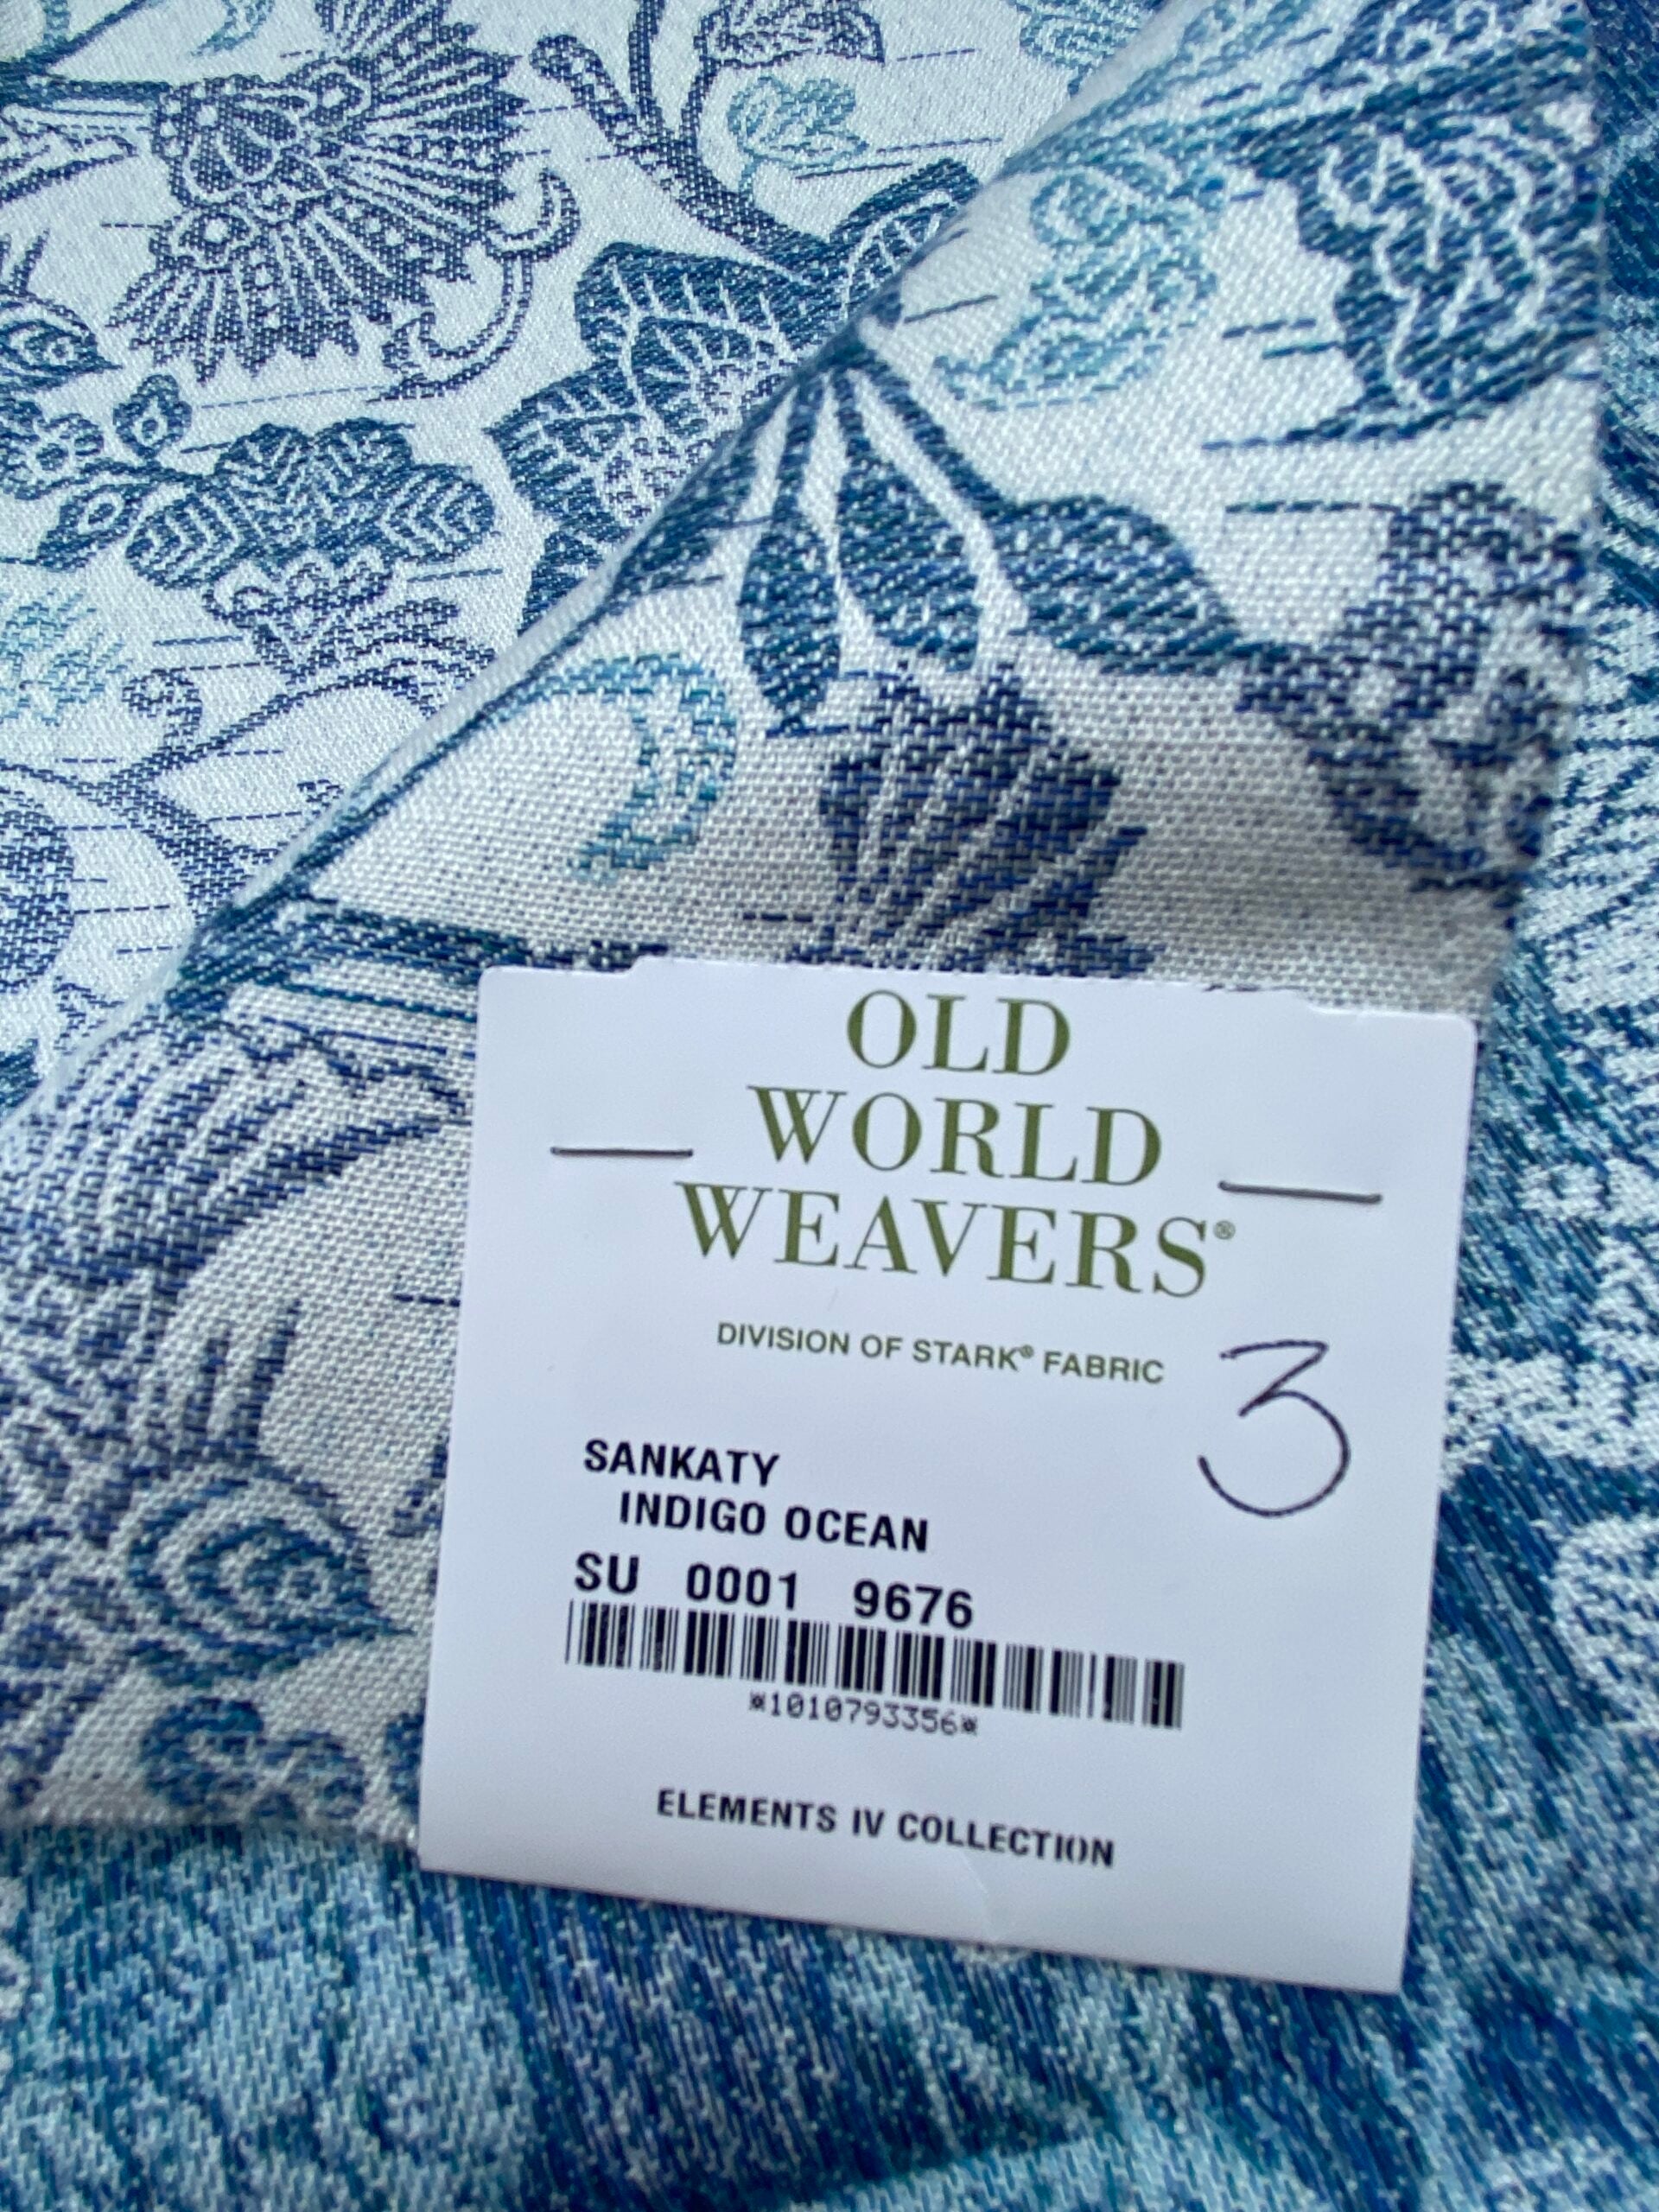 OLD
WORLD
WEAVERS®
DIVISION OF STARK® FABRIC
3
SANKATY
INDIGO OCEAN
SU 0001 9676
*1010793356*
ELEMENTS IV COLLECTION